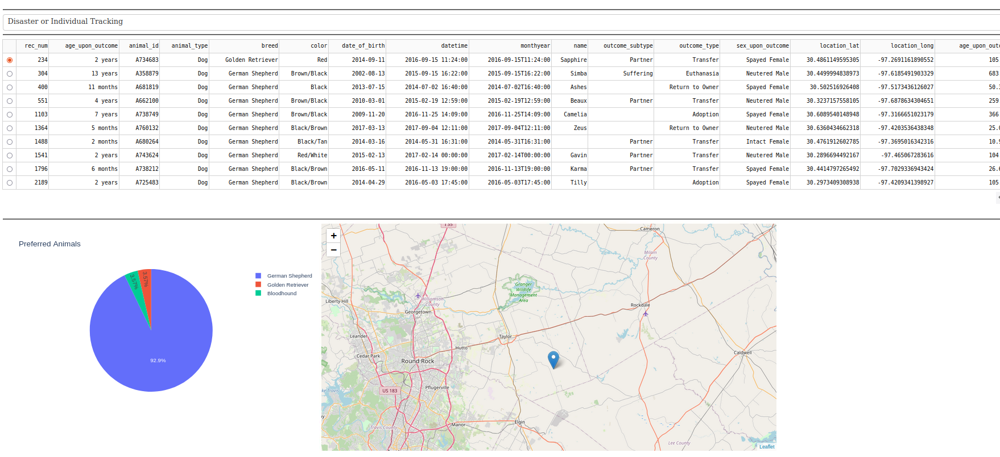 Disaster or Individual Tracking
rec_num age_upon_outcome animal_id animal_type breed color date_of_birth datetime monthyear name outcome_subtype outcome_type sex_upon_outcome location_lat location_long
234 2 years A734683 Dog Golden Retriever Red 2014-09-11 2016-09-15 11:24:00 2016-09-15T11:24:00 Sapphire Partner Transfer Spayed Female 30.4861149595305 -97.2691161890552 105
304 13 years A358879 Dog German Shepherd Brown/Black 2002-08-13 2015-09-15 16:22:00 2015-09-15T16:22:00 Simba Suffering Euthanasia Neutered Male 30.4499994838973 -97.6185491903329 683
400 11 months A681819 Dog German Shepherd Black 2013-07-15 2014-07-02 16:40:00 2014-07-02T16:40:00 Ashes Return to Owner Spayed Female 30.502516926408 -97.5173436126027
551 4 years A662100 Dog German Shepherd Brown/Black 2010-03-01 2015-02-19 12:59:00 2015-02-19T12:59:00 Beaux Partner Transfer Neutered Male 30.3237157558105 -97.6878634304651 259
1103 7 years A738749 Dog German Shepherd Brown/Black 2009-11-20 2016-11-25 14:09:00 2016-11-25T14:09:00 Camelia Adoption Spayed Female 30.6089540148948 -97.3166651023179 366
1364 5 months A760132 Dog German Shepherd Black/Brown 2017-03-13 2017-09-04 12:11:00 2017-09-04T12:11:00 Zeus Return to Owner Neutered Male 30.6360434662318 -97.4203536438348
1488 2 months A680264 Dog German Shepherd Black/Tan 2014-03-16 2014-05-31 16:31:00 2014-05-31T16:31:00 Partner Transfer Intact Female 30.4761912602785 -97.3695016342316
1541 2 years A743624 Dog German Shepherd Red/White 2015-02-13 2017-02-14 00:00:00 2017-02-14T00:00:00 Gavin Partner Transfer Neutered Male 30.2896694492167 -97.465067283616 104
1796 6 months A738212 Dog German Shepherd Black/Brown 2016-05-11 2016-11-13 19:00:00 2016-11-13T19:00:00 Karma Partner Transfer Spayed Female 30.4414797265492 -97.7029336943424
2189 2 years A725483 Dog German Shepherd Black/Brown 2014-04-29 2016-05-03 17:45:00 2016-05-03T17:45:00 Tilly Adoption Spayed Female 30.2973409308938 -97.4209341398927 105
Preferred Animals
3.57%
3.57%
92.9%
German Shepherd
Golden Retriever
Bloodhound
+
−
I 35
Cameron
Milam
County
Granger
Wildlife
Management
Area
Liberty Hill
Williamson
County
Georgetown
Rockdale
Leander
Taylor
Hutto
Cedar Park
Round Rock
Caldwell
Pflugerville
US 183
Travis County
Manor
Elgin
Lee County
Leaflet